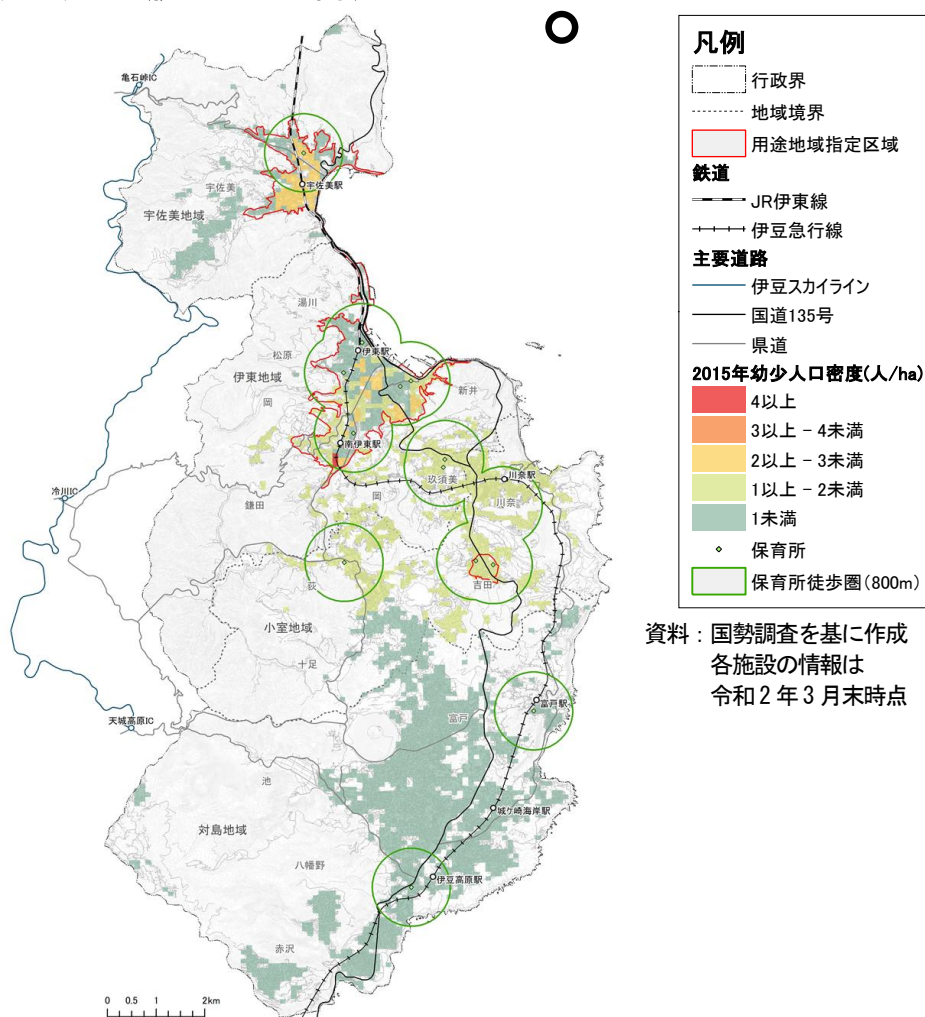 凡例
行政界
地域境界
用途地域指定区域
鉄道
JR伊東線
伊豆急行線
主要道路
伊豆スカイライン
国道135号
県道
2015年幼少人口密度(人/ha)
4以上
3以上 − 4未満
2以上 − 3未満
1以上 − 2未満
1未満
保育所
保育所徒歩圏(800m)
資料：国勢調査を基に作成
各施設の情報は
令和2年3月末時点
亀石峠IC
宇佐美
宇佐美駅
宇佐美地域
湯川
伊東駅
松原
伊東地域
新井
岡
南伊東駅
玖須美
川奈駅
冷川IC
岡
川奈
鎌田
荻
吉田
小室地域
十足
富戸駅
天城高原IC
富戸
池
城ケ崎海岸駅
対島地域
八幡野
伊豆高原駅
赤沢
0 0.5 1 2km